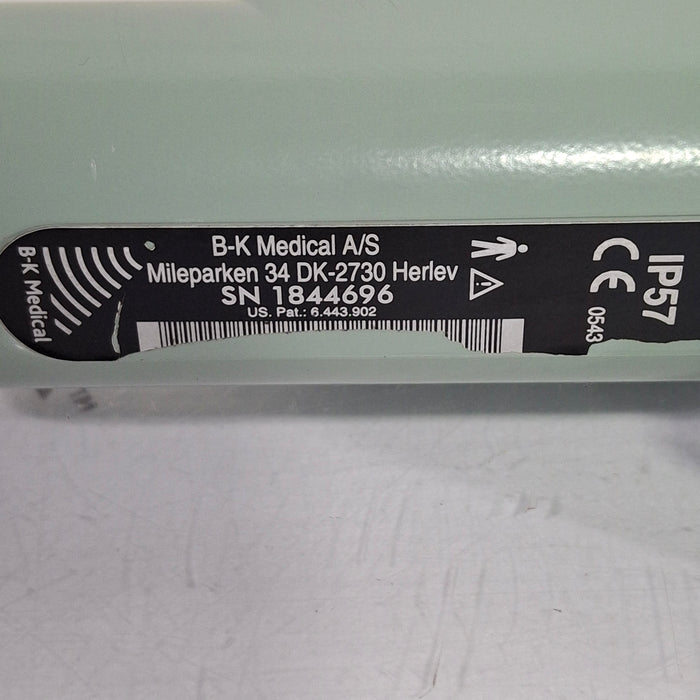 B-K Medical
B-K Medical A/S
Mileparken 34 DK-2730 Herlev
SN 1844696
US. Pat.: 6.443.902
IP57
CE 0543